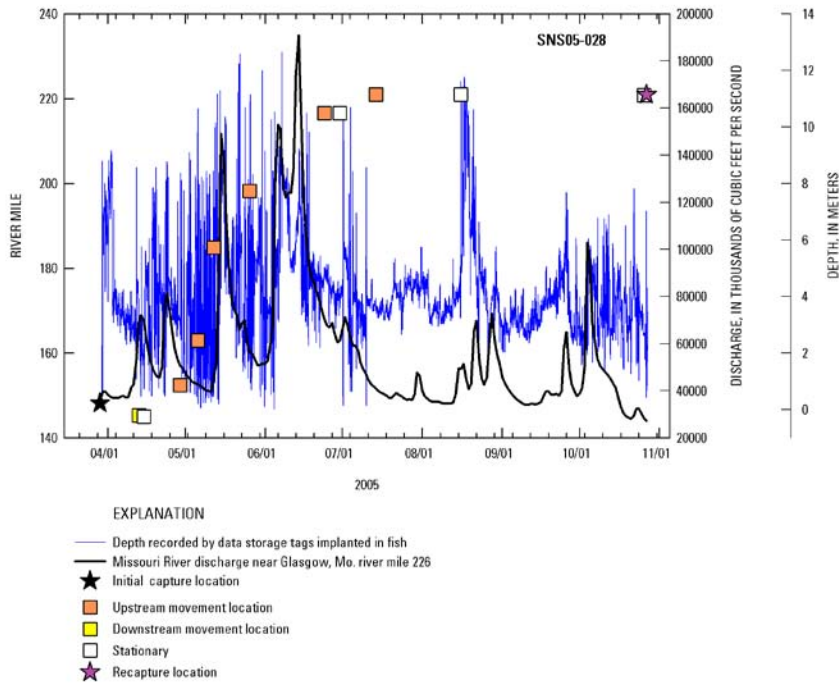 SNS05-028
RIVER MILE
240
220
200
180
160
140
200000
180000
160000
140000
120000
100000
80000
60000
40000
20000
DISCHARGE, IN THOUSANDS OF CUBIC FEET PER SECOND
14
12
10
8
6
4
2
0
DEPTH, IN METERS
04/01 05/01 06/01 07/01 08/01 09/01 10/01 11/01
2005
EXPLANATION
Depth recorded by data storage tags implanted in fish
Missouri River discharge near Glasgow, Mo. river mile 226
Initial capture location
Upstream movement location
Downstream movement location
Stationary
Recapture location